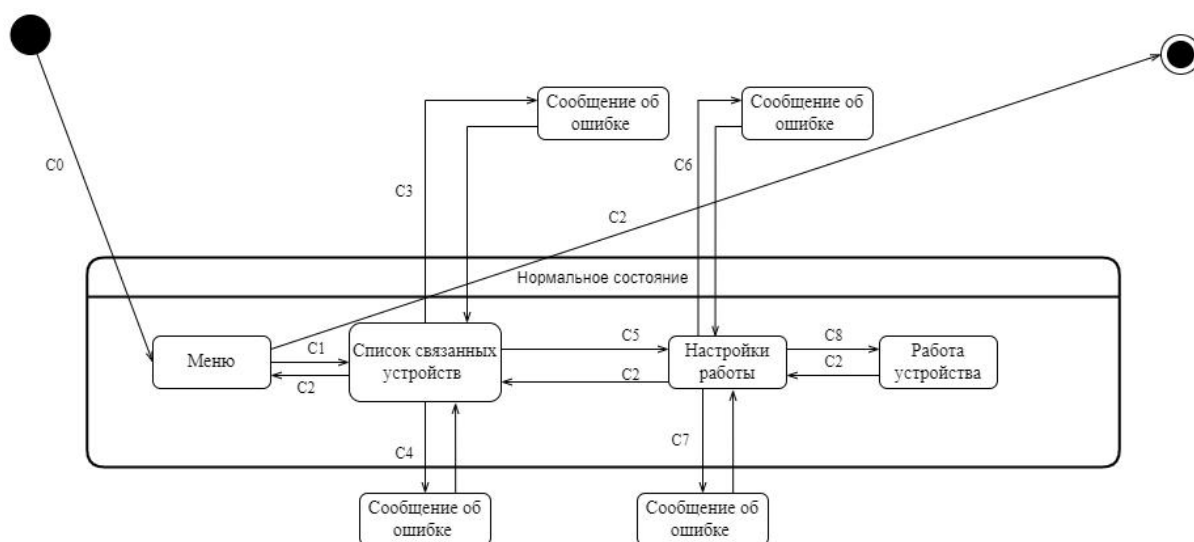 Сообщение об
ошибке
Сообщение об
ошибке
C0
C3
C6
C2
Нормальное состояние
Меню
C1
C2
Список связанных
устройств
C5
C2
Настройки
работы
C8
C2
Работа
устройства
C4
C7
Сообщение об
ошибке
Сообщение об
ошибке